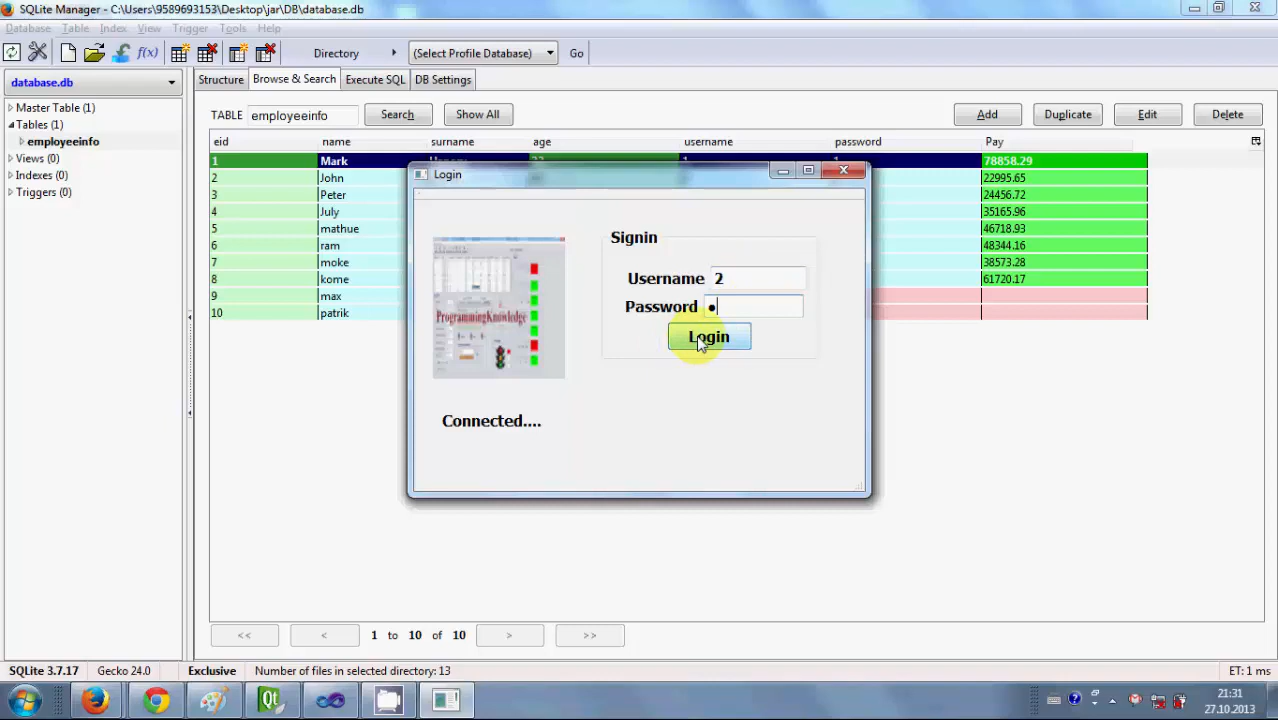 SQLite Manager - C:\Users\9589693153\Desktop\jar\DB\database.db
Database Table Index View Trigger Tools Help
f(x) Directory (Select Profile Database) Go
database.db
Structure Browse & Search Execute SQL DB Settings
Master Table (1)
Tables (1)
employeeinfo
Views (0)
Indexes (0)
Triggers (0)
TABLE employeeinfo Search Show All Add Duplicate Edit Delete
eid name surname age username password Pay
1 Mark 78858.29
2 John 22995.65
3 Peter 24456.72
4 July 35165.96
5 mathue 46718.93
6 ram 48344.16
7 moke 38573.28
8 kome 61720.17
9 max
10 patrik
Login
Signin
Username 2
Password ●
Login
ProgrammingKnowledge
Connected....
<< < 1 to 10 of 10 > >>
SQLite 3.7.17 Gecko 24.0 Exclusive Number of files in selected directory: 13 ET: 1 ms
21:31
27.10.2013